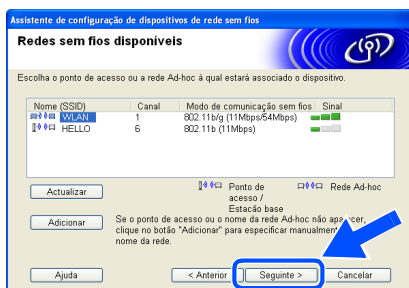 Assistente de configuração de dispositivos de rede sem fios
Redes sem fios disponíveis
Escolha o ponto de acesso ou a rede Ad-hoc à qual estará associado o dispositivo.
Nome (SSID) Canal Modo de comunicação sem fios Sinal
WLAN 1 802.11b/g (11Mbps/54Mbps)
HELLO 6 802.11b (11Mbps)
Actualizar
Ponto de acesso / Estacão base
Rede Ad-hoc
Adicionar
Se o ponto de acesso ou o nome da rede Ad-hoc não aparecer,
clique no botão "Adicionar" para especificar
nome da rede.
Ajuda
< Anterior
Seguinte >
Cancelar